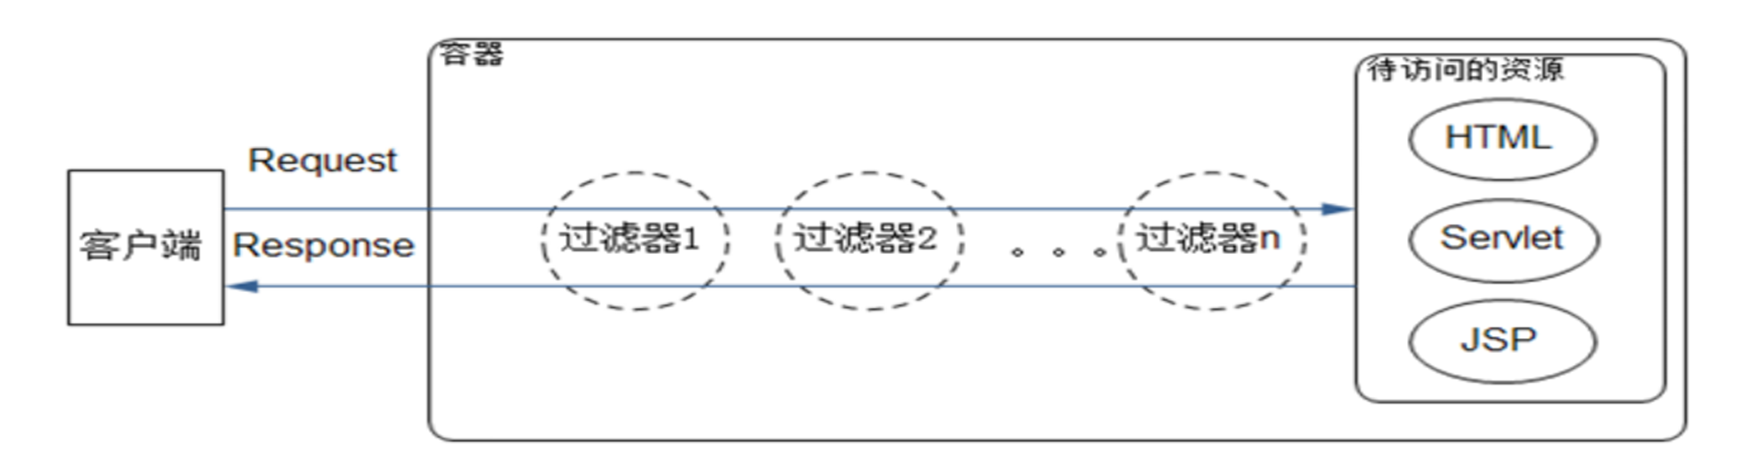 容器
待访问的资源
HTML
Request
客户端
Response
过滤器1
过滤器2
过滤器n
Servlet
JSP